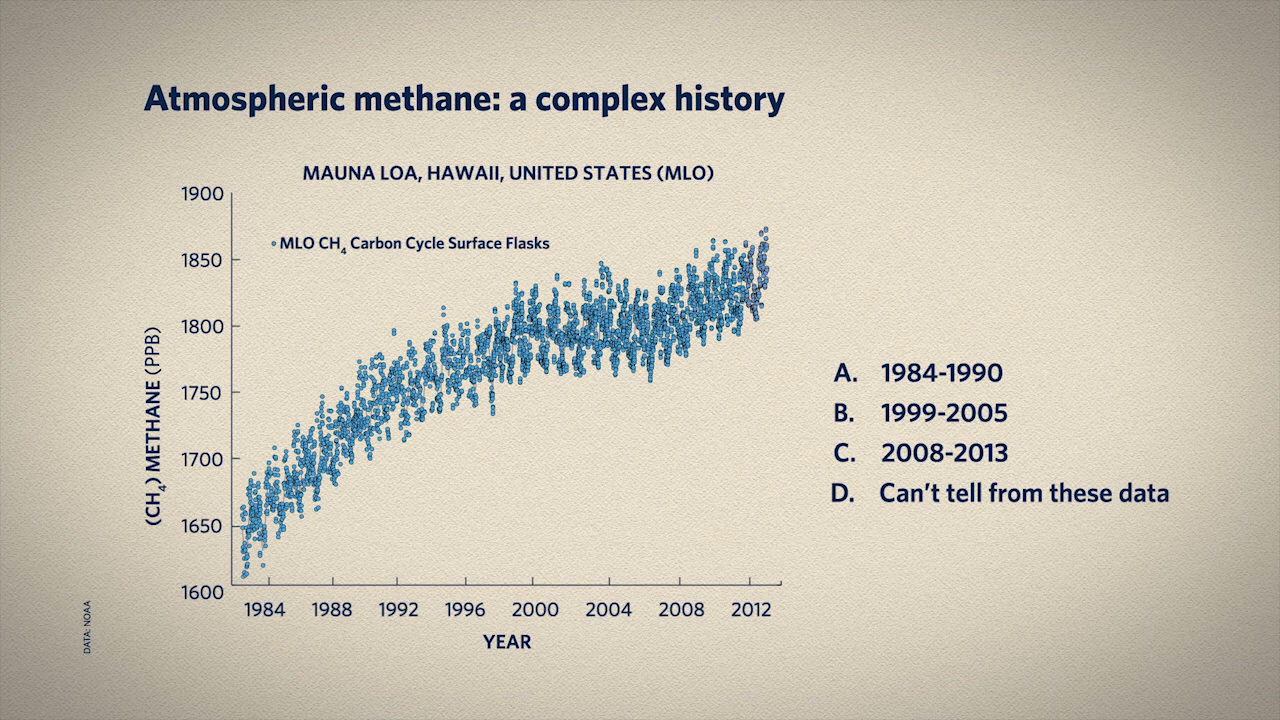 Atmospheric methane: a complex history
MAUNA LOA, HAWAII, UNITED STATES (MLO)
1900
MLO CH₄ Carbon Cycle Surface Flasks
1850
1800
1750
1700
1650
1600
(CH₄) METHANE (PPB)
1984 1988 1992 1996 2000 2004 2008 2012
YEAR
A. 1984-1990
B. 1999-2005
C. 2008-2013
D. Can't tell from these data
DATA: NOAA